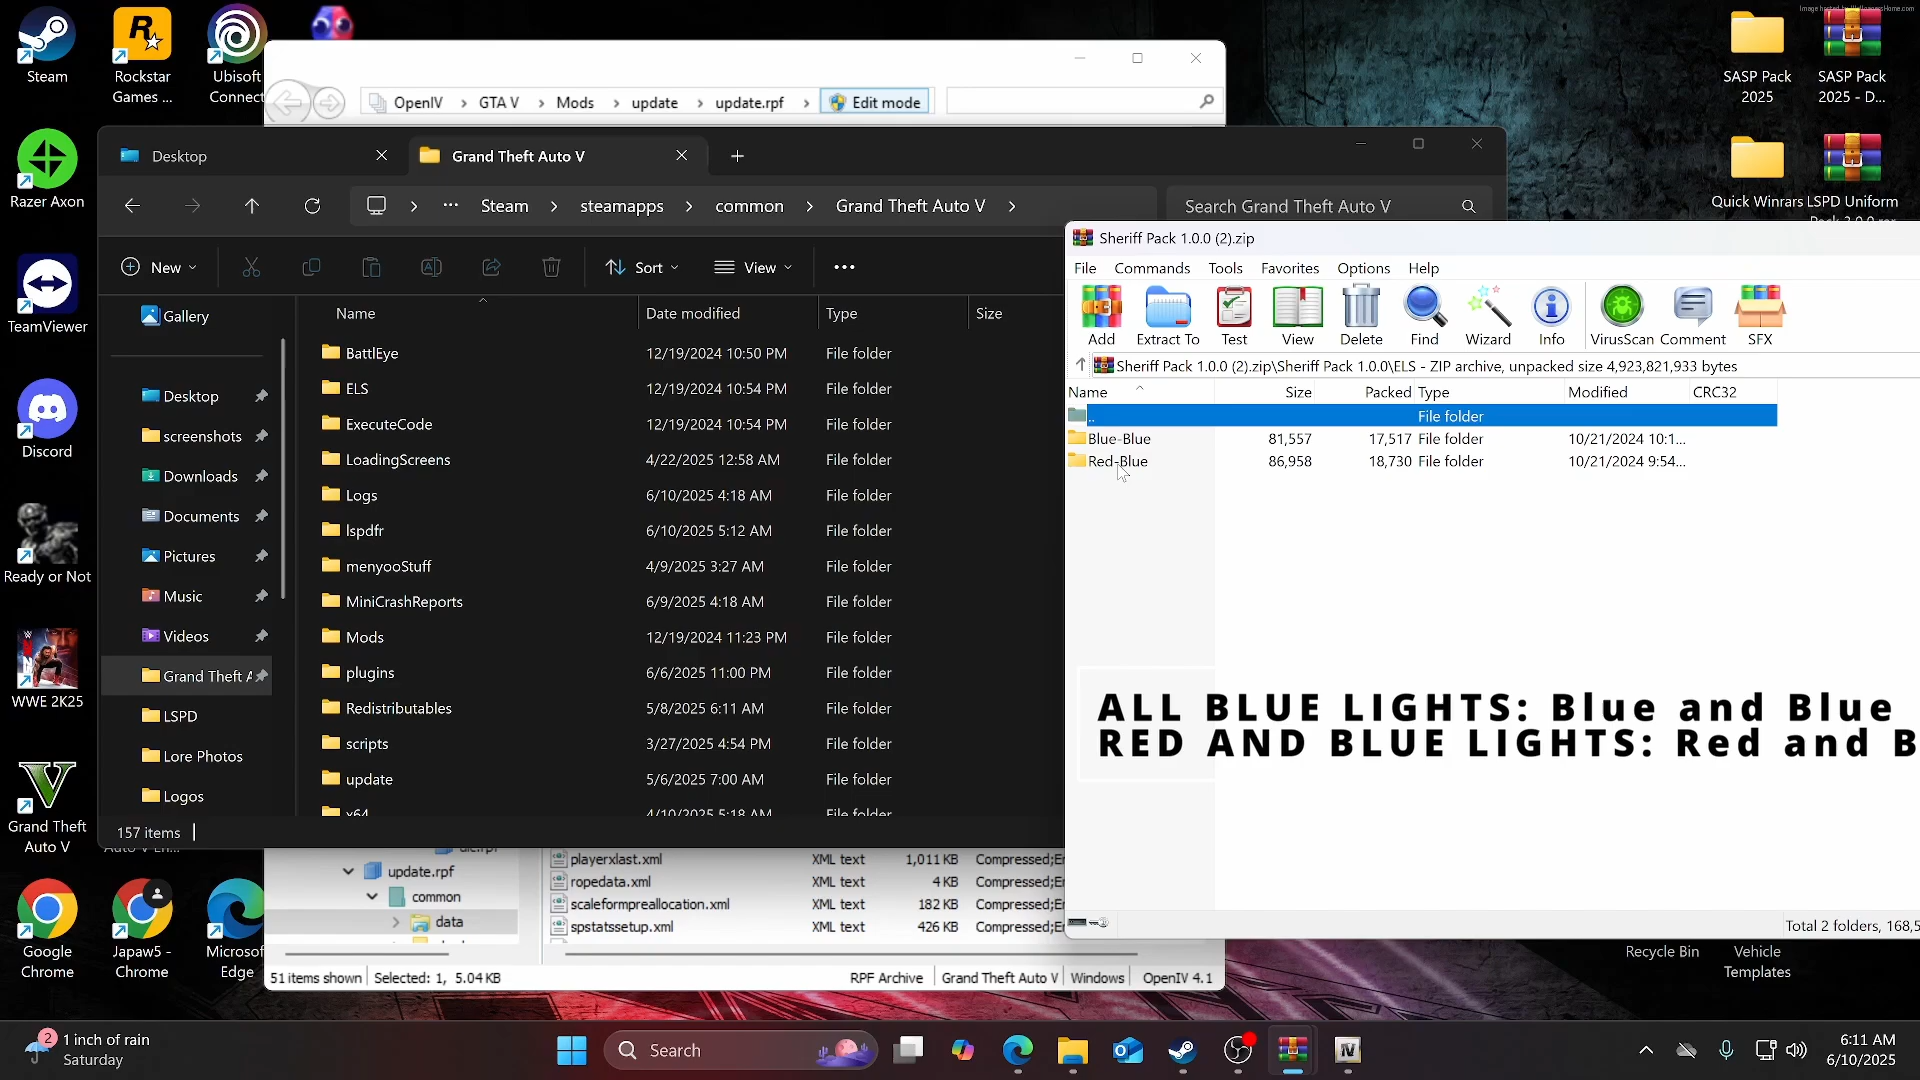 Image hosted by WallpapersHome.com
Steam
Rockstar
Games ...
Ubisoft
Connect
Razer Axon
TeamViewer
Discord
Ready or Not
WWE 2K25
Grand Theft
Auto V
Google
Chrome
Japaw5 -
Chrome
Microsof
Edge
SASP Pack
2025
SASP Pack
2025 - D...
Quick Winrars
LSPD Uniform
OpenIV > GTA V > Mods > update > update.rpf > Edit mode
Desktop
Grand Theft Auto V
... Steam > steamapps > common > Grand Theft Auto V >
Search Grand Theft Auto V
New
Sort
View
...
Gallery
Desktop
screenshots
Downloads
Documents
Pictures
Music
Videos
Grand Theft A
LSPD
Lore Photos
Logos
Name Date modified Type Size
BattlEye 12/19/2024 10:50 PM File folder
ELS 12/19/2024 10:54 PM File folder
ExecuteCode 12/19/2024 10:54 PM File folder
LoadingScreens 4/22/2025 12:58 AM File folder
Logs 6/10/2025 4:18 AM File folder
lspdfr 6/10/2025 5:12 AM File folder
menyooStuff 4/9/2025 3:27 AM File folder
MiniCrashReports 6/9/2025 4:18 AM File folder
Mods 12/19/2024 11:23 PM File folder
plugins 6/6/2025 11:00 PM File folder
Redistributables 5/8/2025 6:11 AM File folder
scripts 3/27/2025 4:54 PM File folder
update 5/6/2025 7:00 AM File folder
x64 4/10/2025 5:18 AM File folder
157 items
Sheriff Pack 1.0.0 (2).zip
File Commands Tools Favorites Options Help
Add Extract To Test View Delete Find Wizard Info VirusScan Comment SFX
Sheriff Pack 1.0.0 (2).zip\Sheriff Pack 1.0.0\ELS - ZIP archive, unpacked size 4,923,821,933 bytes
Name Size Packed Type Modified CRC32
.. File folder
Blue-Blue 81,557 17,517 File folder 10/21/2024 10:1...
Red-Blue 86,958 18,730 File folder 10/21/2024 9:54...
ALL BLUE LIGHTS: Blue and Blue
RED AND BLUE LIGHTS: Red and B
Total 2 folders, 168,5
update.rpf
common
data
playerxlast.xml XML text 1,011 KB Compressed;E
ropedata.xml XML text 4 KB Compressed;E
scaleformpreallocation.xml XML text 182 KB Compressed;E
spstatssetup.xml XML text 426 KB Compressed;E
51 items shown Selected: 1, 5.04 KB RPF Archive Grand Theft Auto V Windows OpenIV 4.1
Recycle Bin
Vehicle
Templates
2
1 inch of rain
Saturday
Search
6:11 AM
6/10/2025